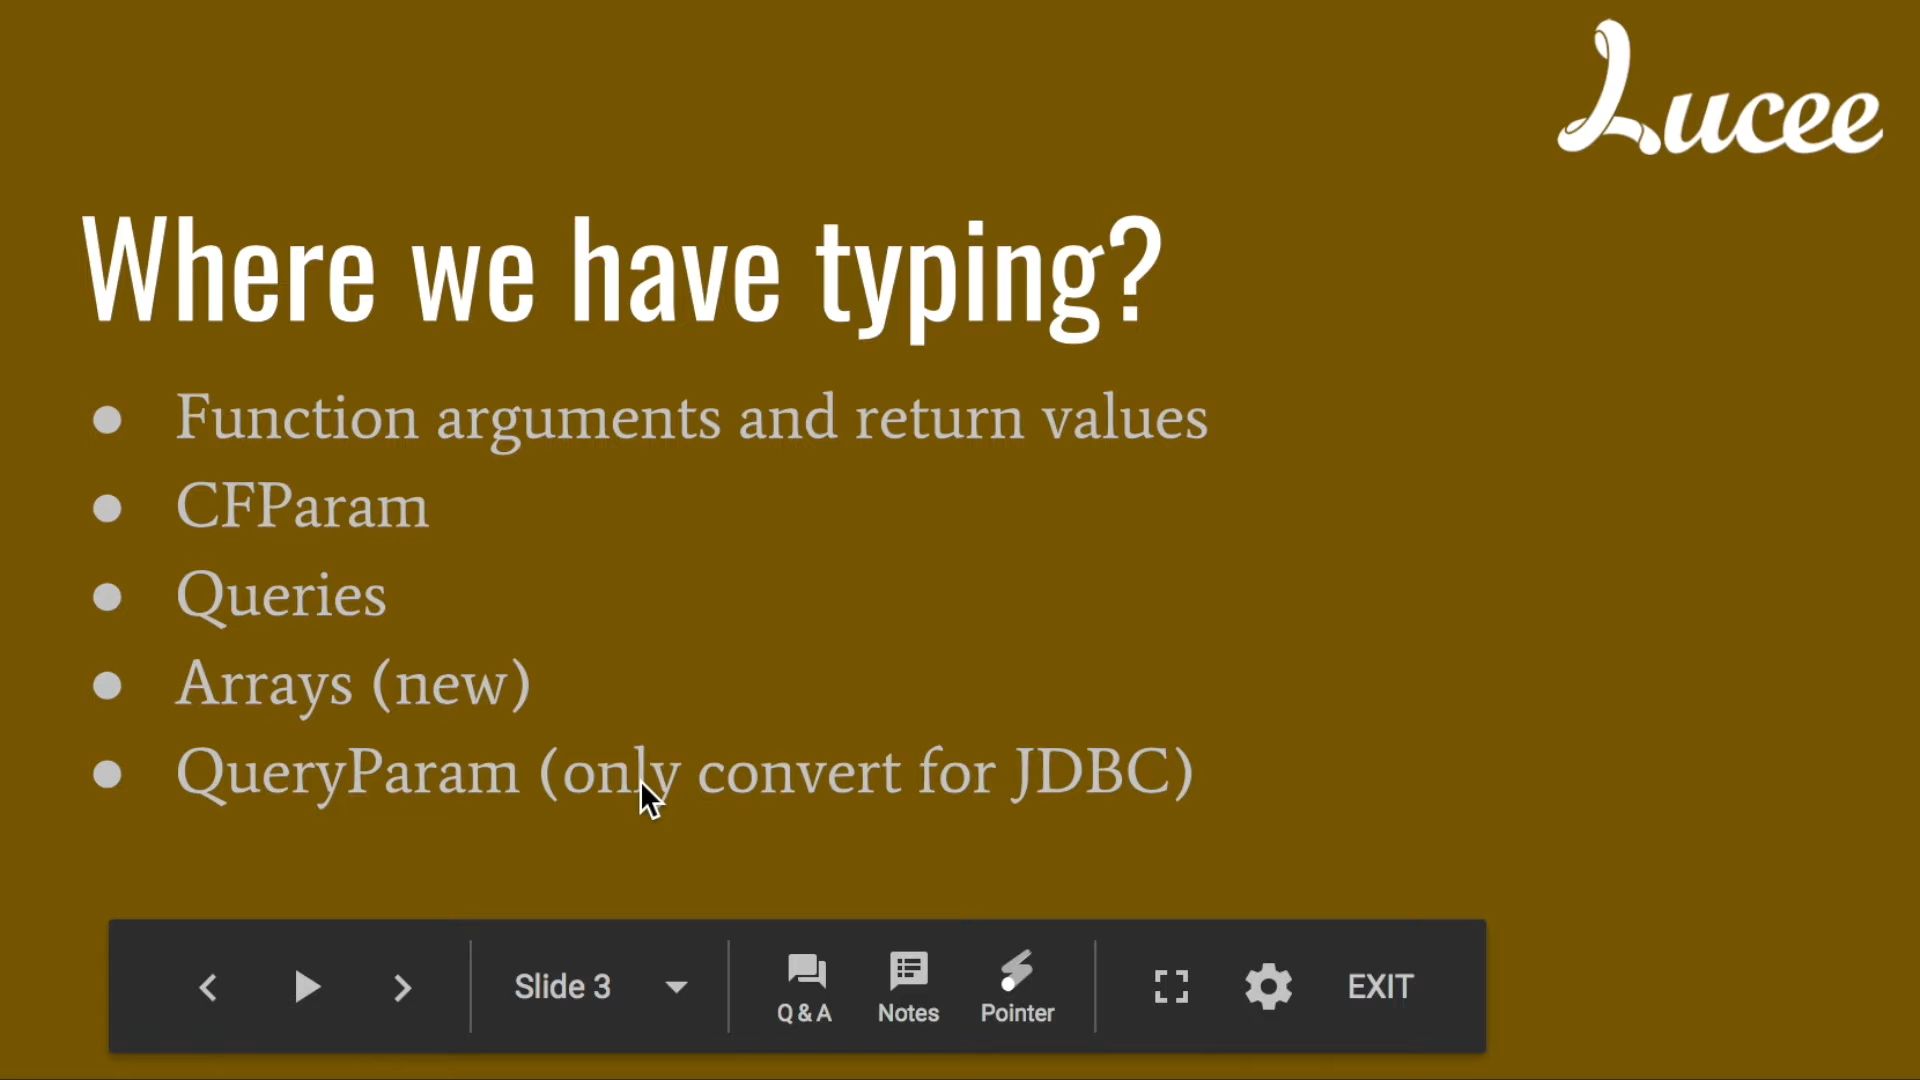 Lucee
Where we have typing?
● Function arguments and return values
● CFParam
● Queries
● Arrays (new)
● QueryParam (only convert for JDBC)
Slide 3
Q & A
Notes
Pointer
EXIT